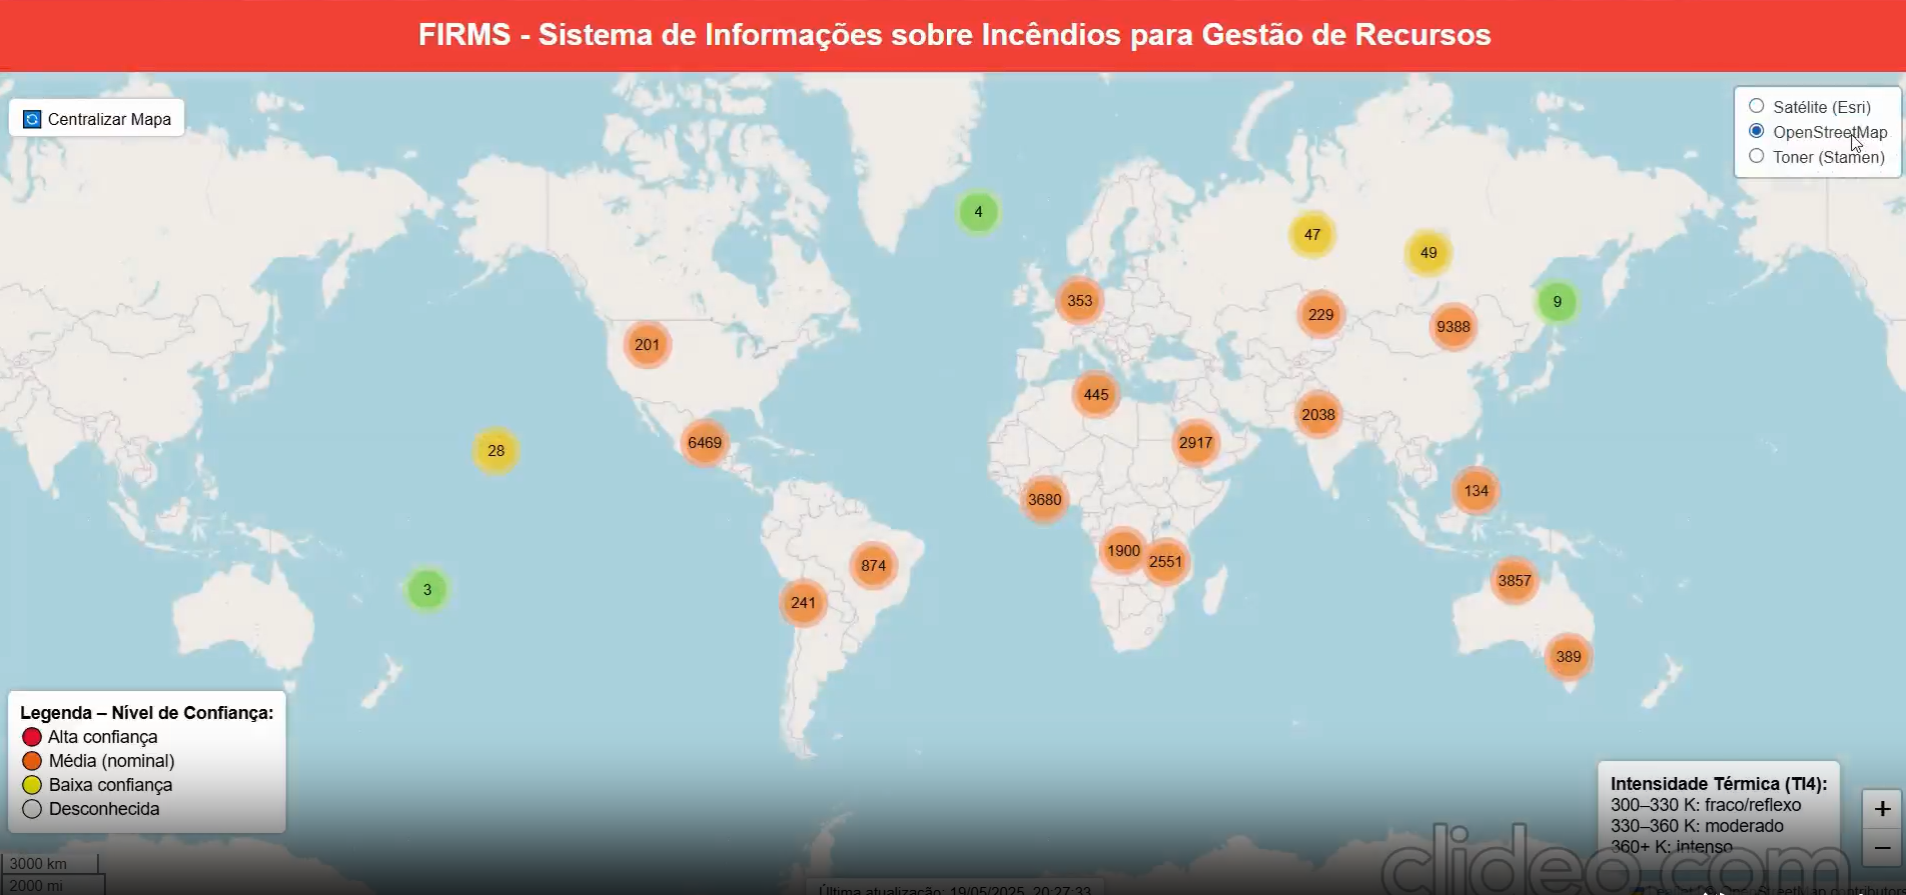 FIRMS - Sistema de Informações sobre Incêndios para Gestão de Recursos
Centralizar Mapa
Satélite (Esri)
OpenStreetMap
Toner (Stamen)
4
47
49
353
229
9388
9
201
445
2038
6469
2917
28
3680
134
1900
2551
874
3857
3
241
389
Legenda – Nível de Confiança:
Alta confiança
Média (nominal)
Baixa confiança
Desconhecida
Intensidade Térmica (TI4):
300–330 K: fraco/reflexo
330–360 K: moderado
360+ K: intenso
+
−
3000 km
2000 mi
Última atualização: 19/05/2025, 20:27:33
clideo.com
Leaflet | © OpenStreetMap contributors